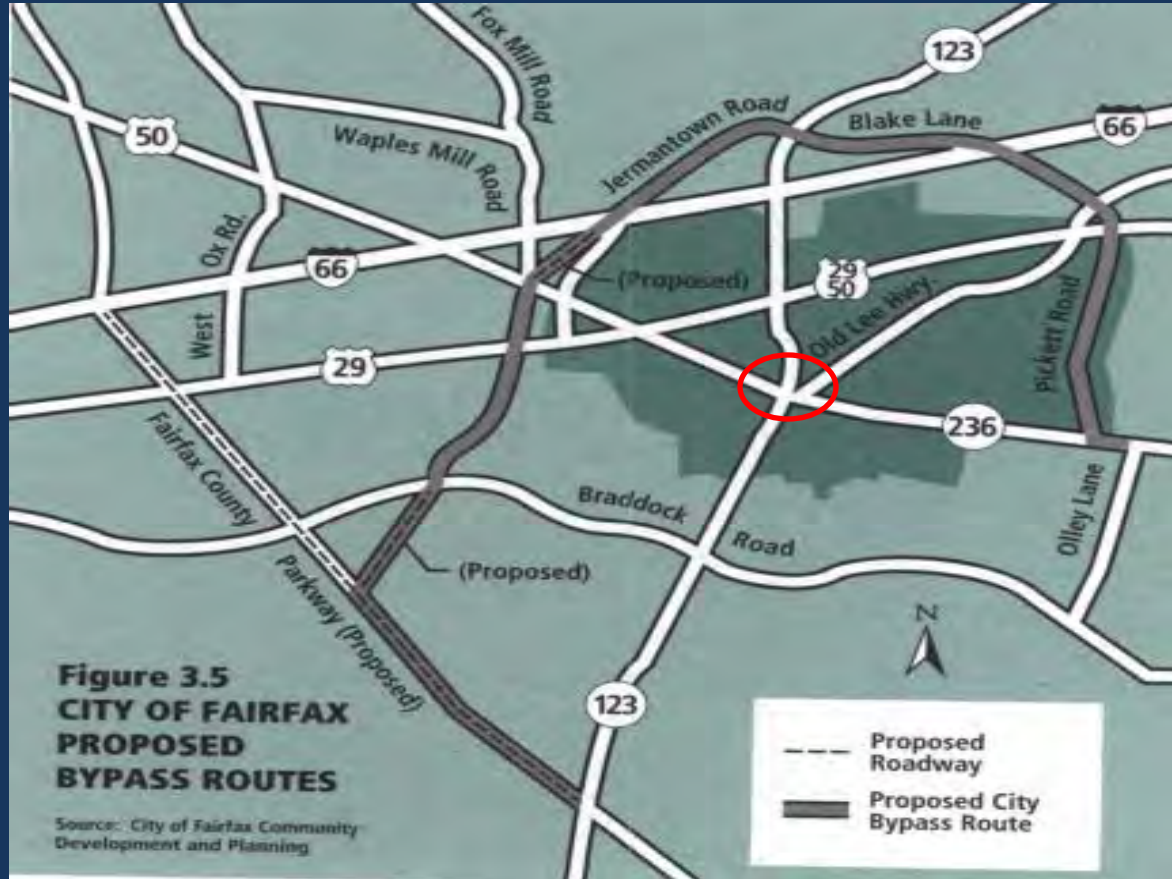 Fox Mill Road
123
50
Waples Mill Road
Jermantown Road
Blake Lane
66
Ox Rd.
West
66
(Proposed)
29
50
Old Lee Hwy.
Pickett Road
29
236
Fairfax County
Parkway (Proposed)
Braddock
Road
Olley Lane
(Proposed)
N
123
Figure 3.5
CITY OF FAIRFAX
PROPOSED
BYPASS ROUTES
Source: City of Fairfax Community
Development and Planning
Proposed
Roadway
Proposed City
Bypass Route